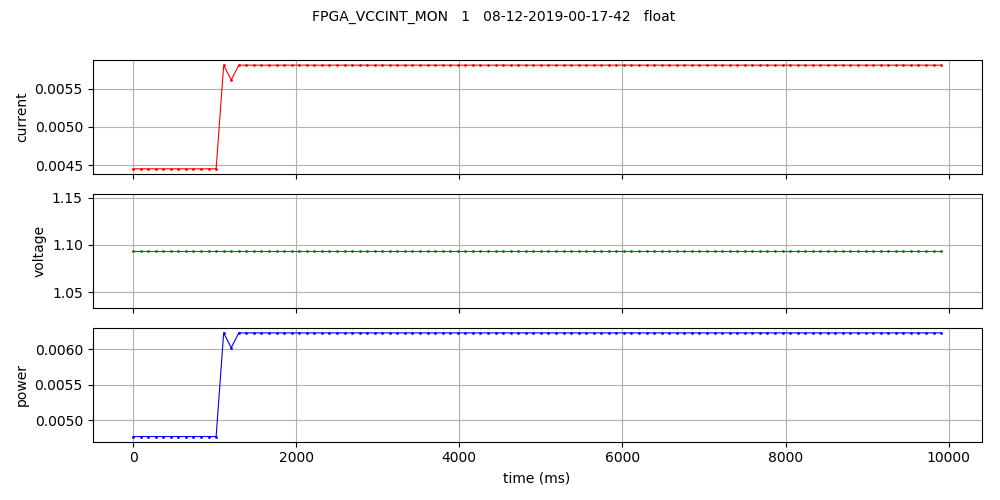 FPGA_VCCINT_MON 1 08-12-2019-00-17-42 float
0.0055
0.0050
0.0045
current
1.15
1.10
1.05
voltage
0.0060
0.0055
0.0050
power
0 2000 4000 6000 8000 10000
time (ms)